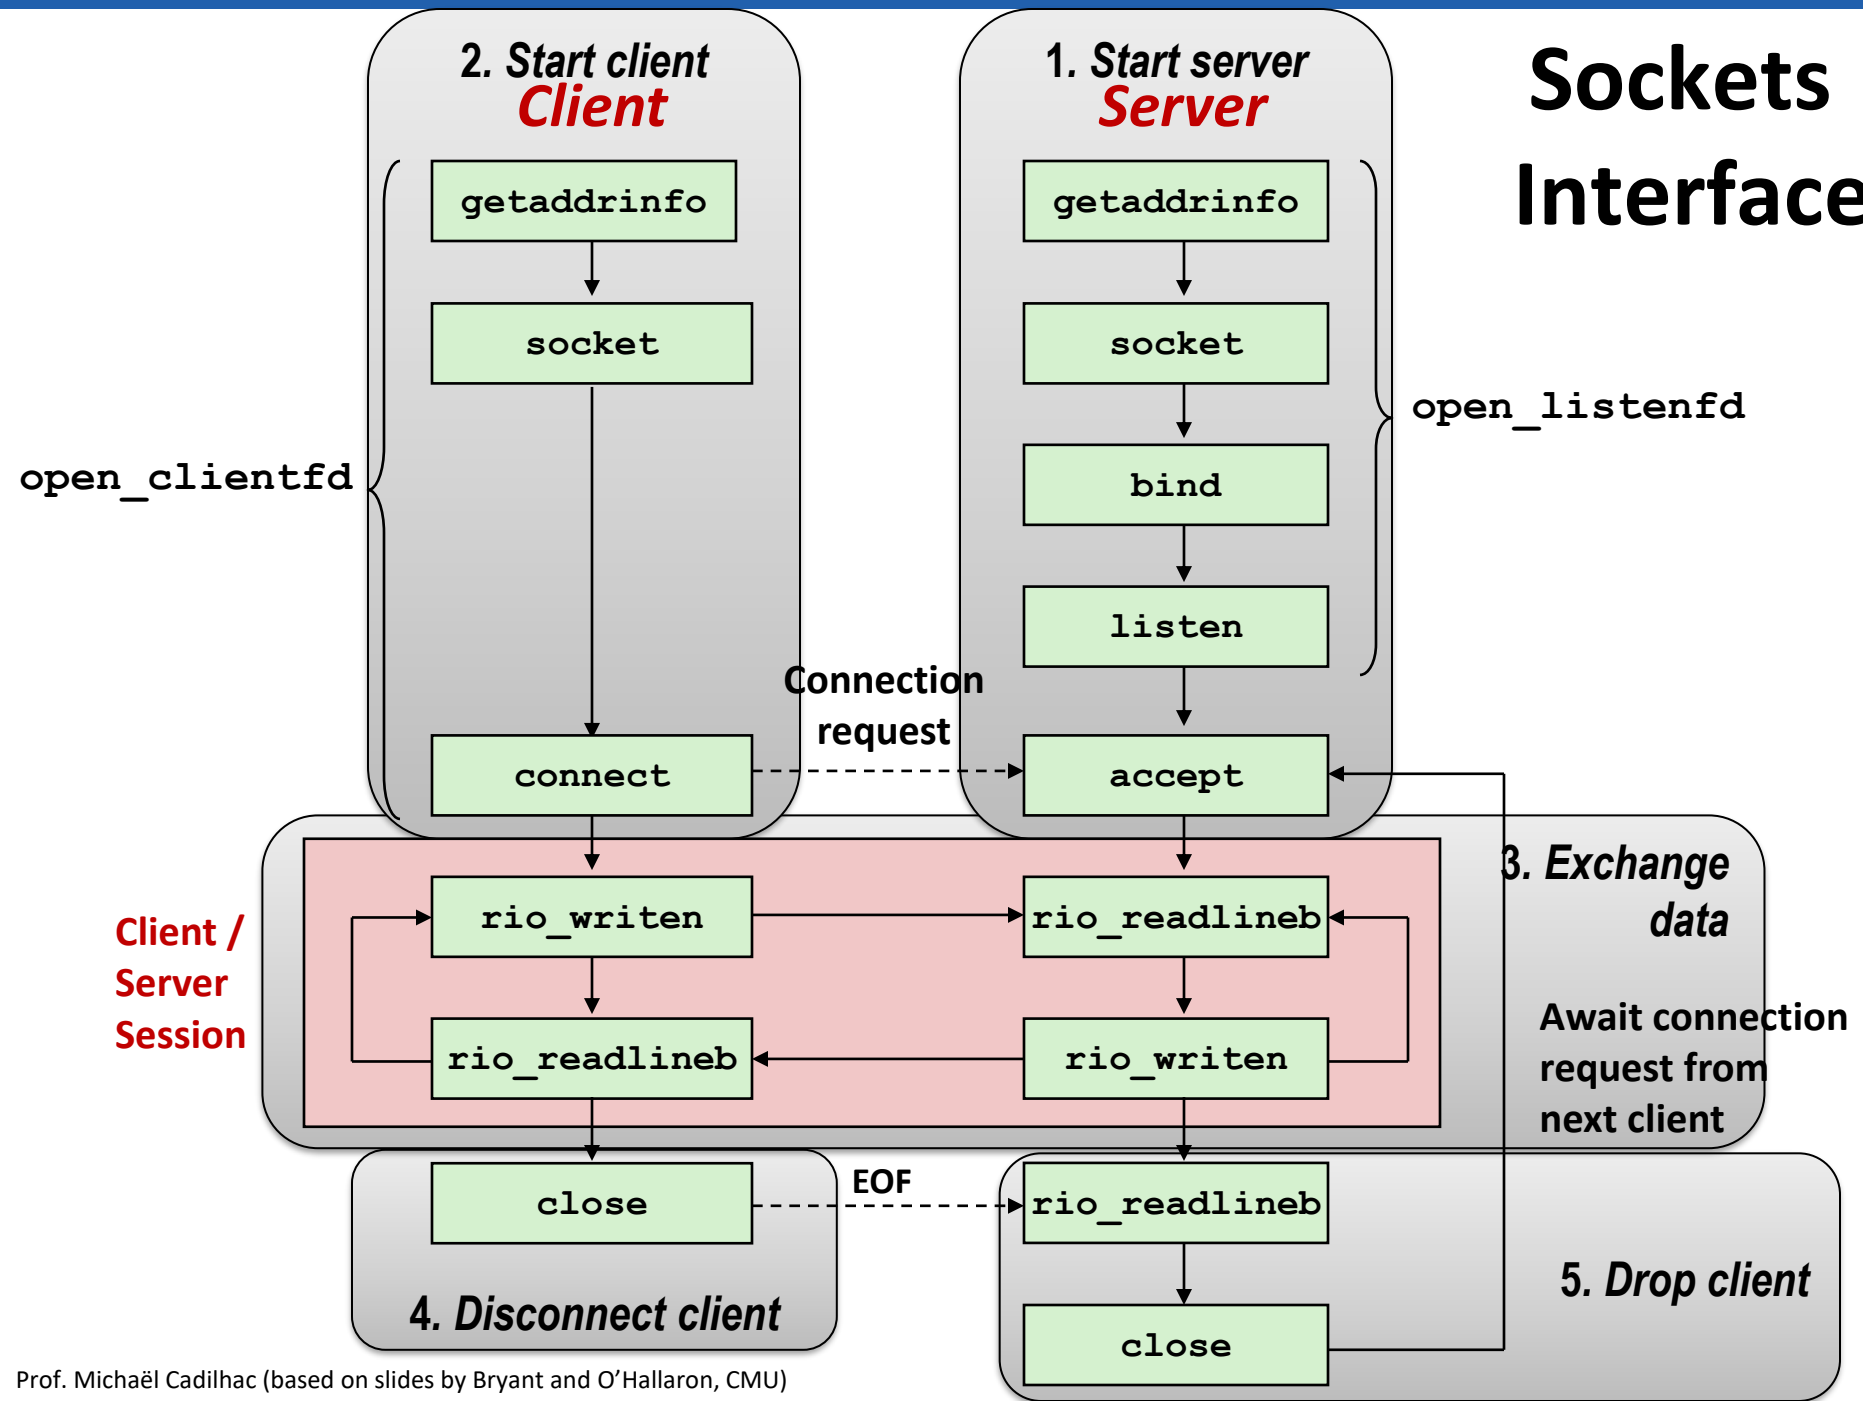 Sockets
Interface
2. Start client
Client
1. Start server
Server
getaddrinfo
getaddrinfo
socket
socket
open_listenfd
open_clientfd
bind
listen
Connection
request
connect
accept
3. Exchange
data
Client /
Server
Session
rio_writen
rio_readlineb
rio_readlineb
rio_writen
Await connection
request from
next client
close
EOF
rio_readlineb
4. Disconnect client
5. Drop client
close
Prof. Michaël Cadilhac (based on slides by Bryant and O’Hallaron, CMU)